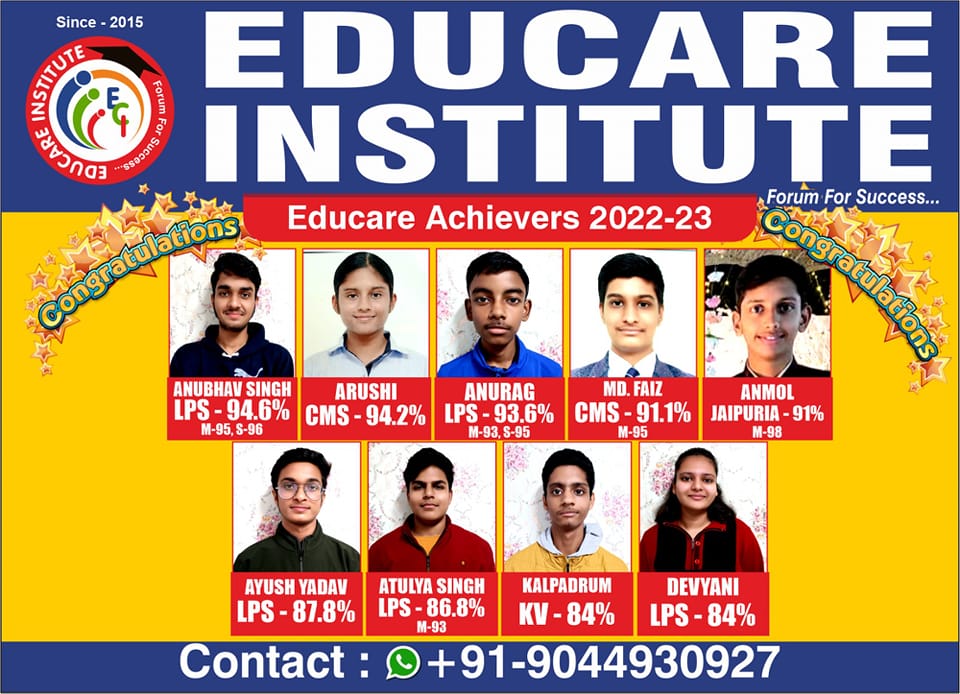 Since - 2015
EDUCARE INSTITUTE
Forum For Success...
ECI
EDUCARE
INSTITUTE
Forum For Success...
Educare Achievers 2022-23
Congratulations
Congratulations
ANUBHAV SINGH
LPS - 94.6%
M-95, S-96
ARUSHI
CMS - 94.2%
ANURAG
LPS - 93.6%
M-93, S-95
MD. FAIZ
CMS - 91.1%
M-95
ANMOL
JAIPURIA - 91%
M-98
AYUSH YADAV
LPS - 87.8%
ATULYA SINGH
LPS - 86.8%
M-93
KALPADRUM
KV - 84%
DEVYANI
LPS - 84%
Contact : +91-9044930927